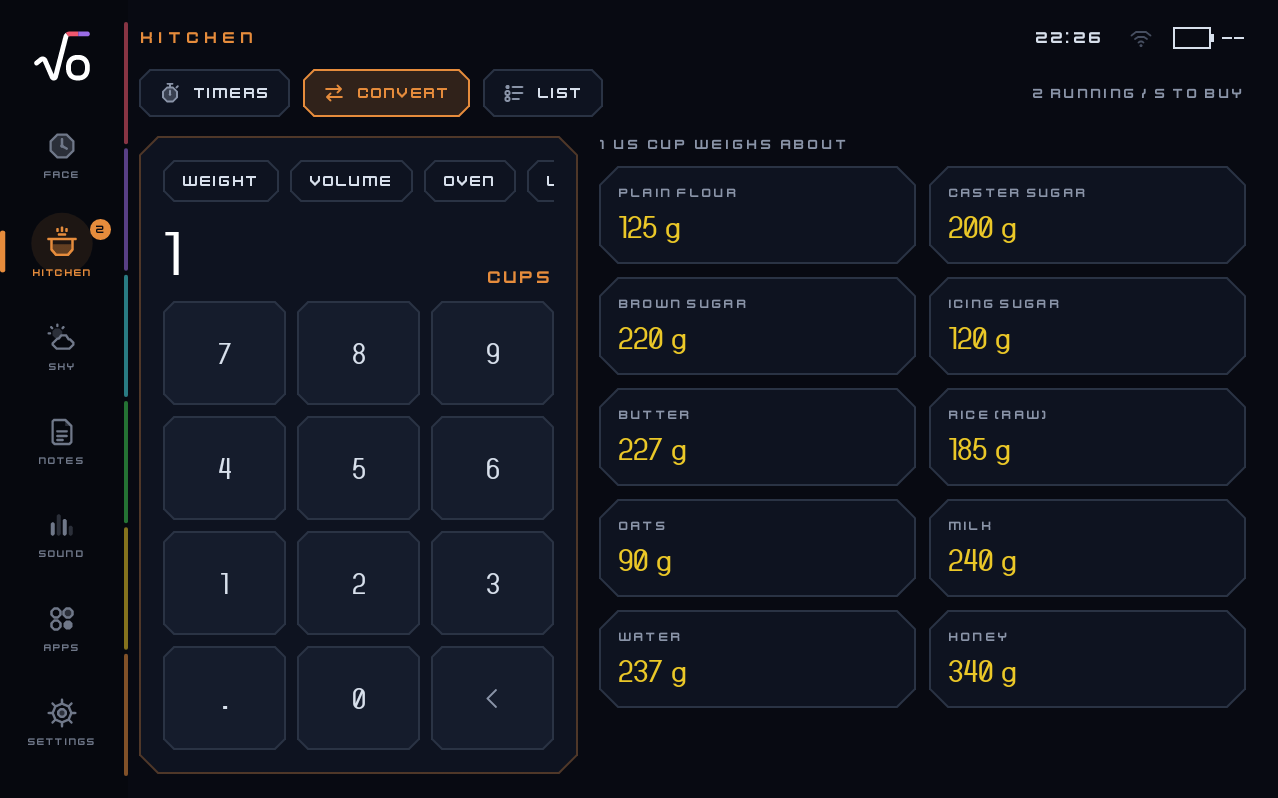 HITCHEN
22:26
--
TIMERS
CONVERT
LIST
2 RUNNING / 5 TO BUY
FACE
2
HITCHEN
SKY
NOTES
SOUND
APPS
SETTINGS
WEIGHT
VOLUME
OVEN
L
1
CUPS
7 8 9
4 5 6
1 2 3
. 0 <
1 US CUP WEIGHS ABOUT
PLAIN FLOUR
125 g
CASTER SUGAR
200 g
BROWN SUGAR
220 g
ICING SUGAR
120 g
BUTTER
227 g
RICE (RAW)
185 g
OATS
90 g
MILK
240 g
WATER
237 g
HONEY
340 g